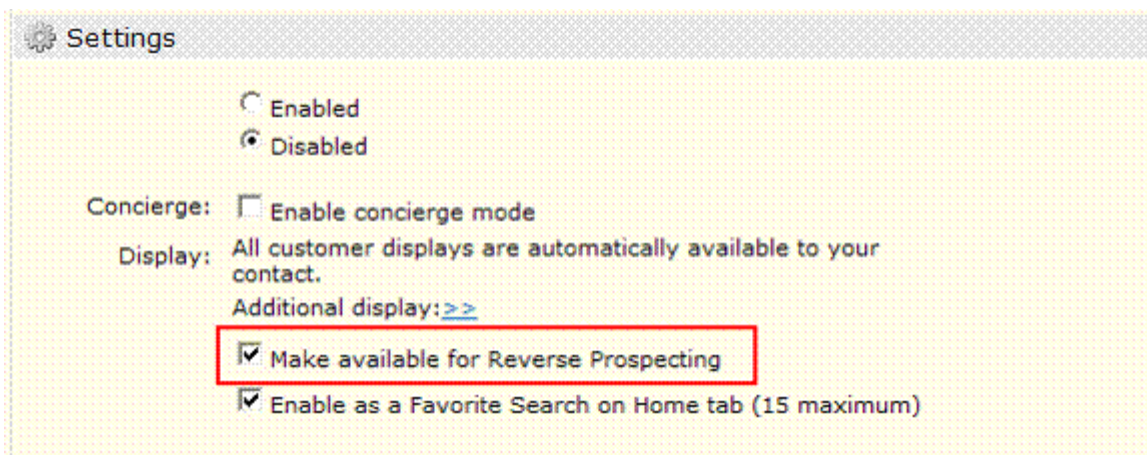 Settings
Enabled
Disabled
Concierge: Enable concierge mode
Display: All customer displays are automatically available to your
contact.
Additional display:>>
Make available for Reverse Prospecting
Enable as a Favorite Search on Home tab (15 maximum)